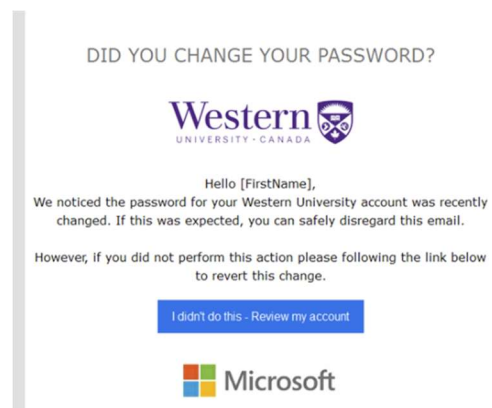 DID YOU CHANGE YOUR PASSWORD?
Western
UNIVERSITY · CANADA
Hello [FirstName],
We noticed the password for your Western University account was recently
changed. If this was expected, you can safely disregard this email.
However, if you did not perform this action please following the link below
to revert this change.
I didn't do this - Review my account
Microsoft